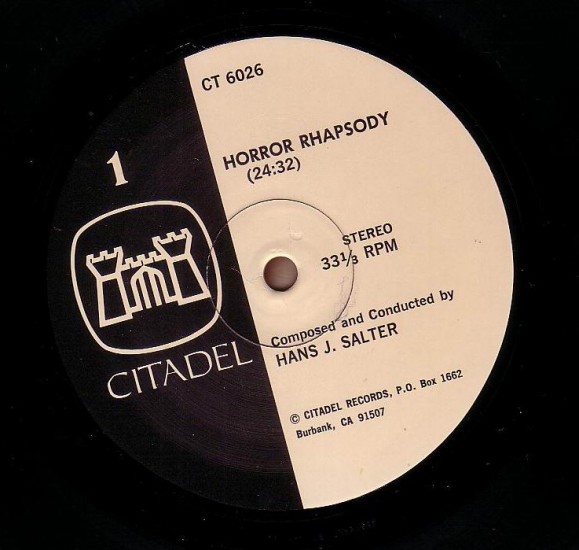 CT 6026
1
HORROR RHAPSODY
(24:32)
STEREO
33⅓ RPM
Composed and Conducted by
HANS J. SALTER
CITADEL
© CITADEL RECORDS, P.O. Box 1662
Burbank, CA 91507